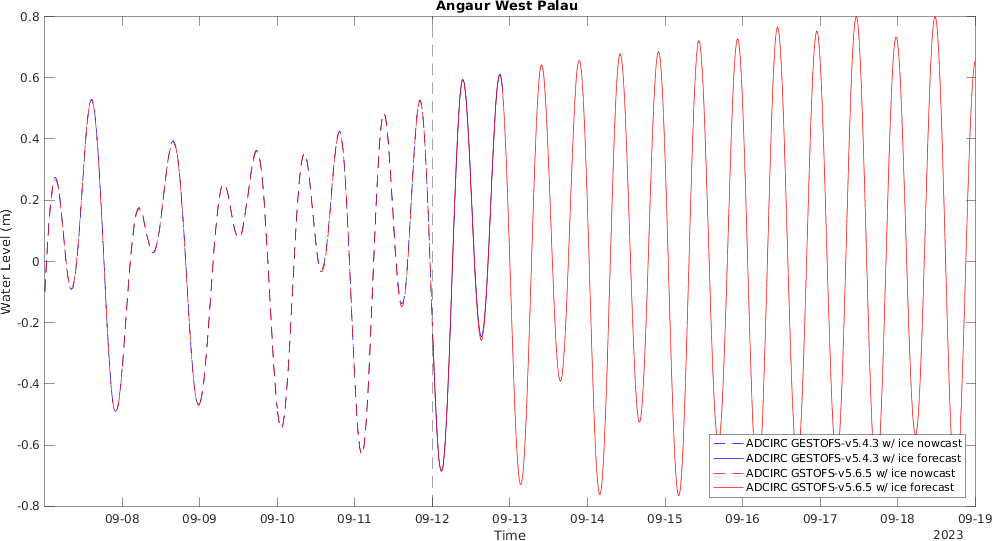 Angaur West Palau
0.8
0.6
0.4
0.2
0
-0.2
-0.4
-0.6
-0.8
Water Level (m)
ADCIRC GESTOFS-v5.4.3 w/ ice nowcast
ADCIRC GESTOFS-v5.4.3 w/ ice forecast
ADCIRC GSTOFS-v5.6.5 w/ ice nowcast
ADCIRC GSTOFS-v5.6.5 w/ ice forecast
09-08 09-09 09-10 09-11 09-12 09-13 09-14 09-15 09-16 09-17 09-18 09-19
Time
2023